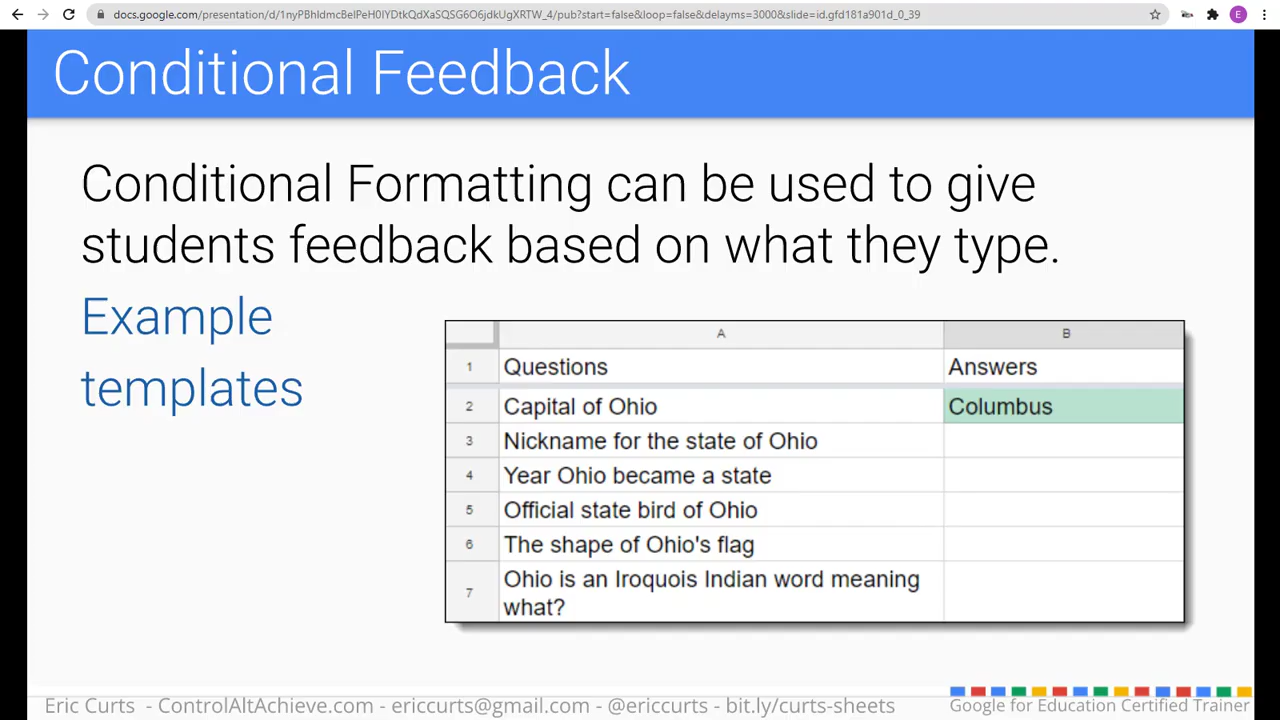 docs.google.com/presentation/d/1nyPBhIdmcBelPeH0IYDtkQdXaSQSG6O6jdkU5XRTW_4/pub?start=false&loop=false&delayms=3000&slide=id.gfd181a901d_0_39
E
Conditional Feedback
Conditional Formatting can be used to give
students feedback based on what they type.
Example
templates
A B
1 Questions Answers
2 Capital of Ohio Columbus
3 Nickname for the state of Ohio
4 Year Ohio became a state
5 Official state bird of Ohio
6 The shape of Ohio's flag
7 Ohio is an Iroquois Indian word meaning
what?
Eric Curts - ControlAltAchieve.com - ericcurts@gmail.com - @ericcurts - bit.ly/curts-sheets
Google for Education Certified Trainer